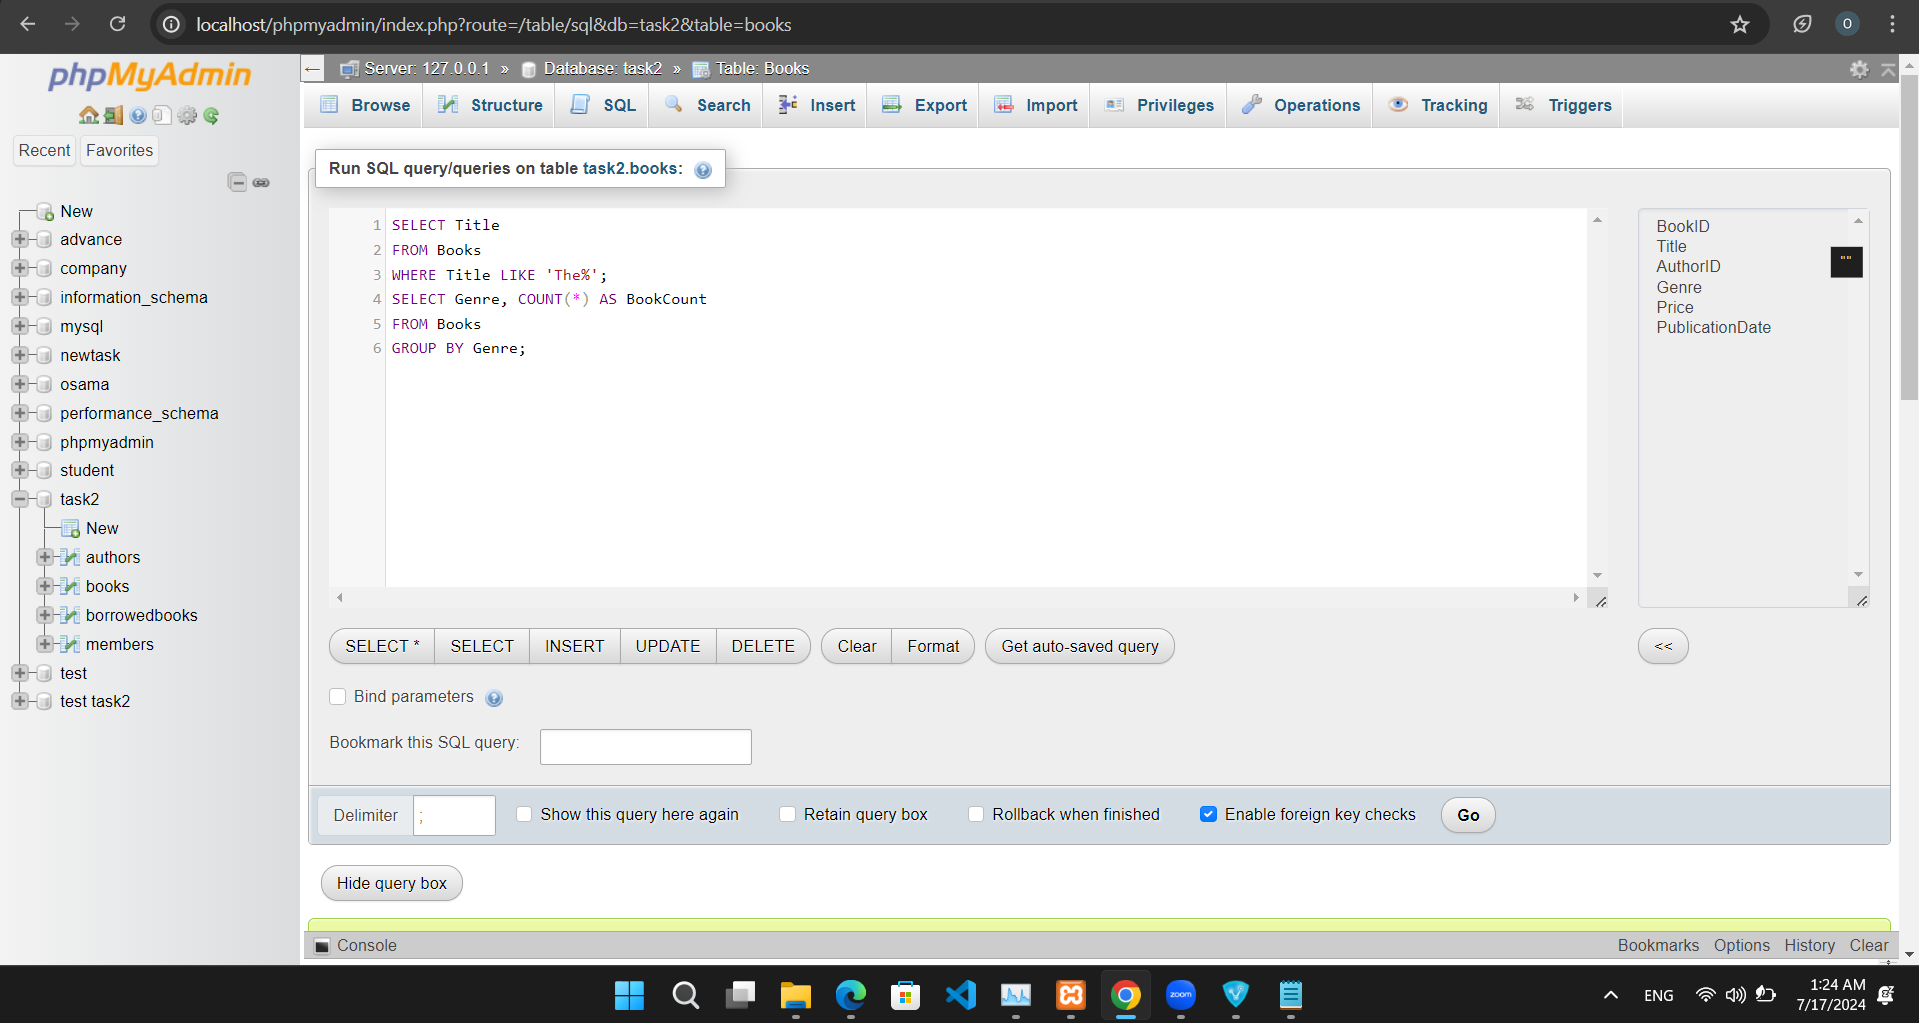 localhost/phpmyadmin/index.php?route=/table/sql&db=task2&table=books
O
phpMyAdmin
Recent
Favorites
New
advance
company
information_schema
mysql
newtask
osama
performance_schema
phpmyadmin
student
task2
New
authors
books
borrowedbooks
members
test
test task2
Server: 127.0.0.1 » Database: task2 » Table: Books
Browse
Structure
SQL
Search
Insert
Export
Import
Privileges
Operations
Tracking
Triggers
Run SQL query/queries on table task2.books:
1 SELECT Title
2 FROM Books
3 WHERE Title LIKE 'The%';
4 SELECT Genre, COUNT(*) AS BookCount
5 FROM Books
6 GROUP BY Genre;
BookID
Title
AuthorID
Genre
Price
PublicationDate
""
SELECT *
SELECT
INSERT
UPDATE
DELETE
Clear
Format
Get auto-saved query
<<
Bind parameters
Bookmark this SQL query:
Delimiter
;
Show this query here again
Retain query box
Rollback when finished
Enable foreign key checks
Go
Hide query box
Console
Bookmarks
Options
History
Clear
zoom
ENG
1:24 AM
7/17/2024